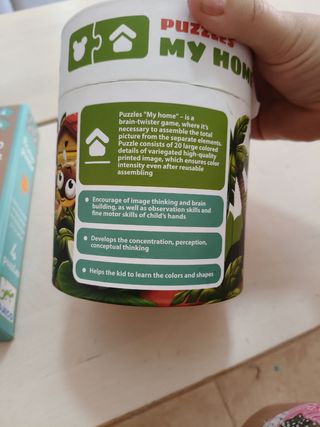 PUZZLES
MY HOM
Puzzles "My home" - is a
brain-twister game, where it's
necessary to assemble the total
picture from the separate elements.
Puzzle consists of 20 large colored
details of variegated high-quality
printed image, which ensures color
intensity even after reusable
assembling
Encourage of image thinking and brain
building, as well as observation skills and
fine motor skills of child's hands
Develops the concentration, perception,
conceptual thinking
Helps the kid to learn the colors and shapes